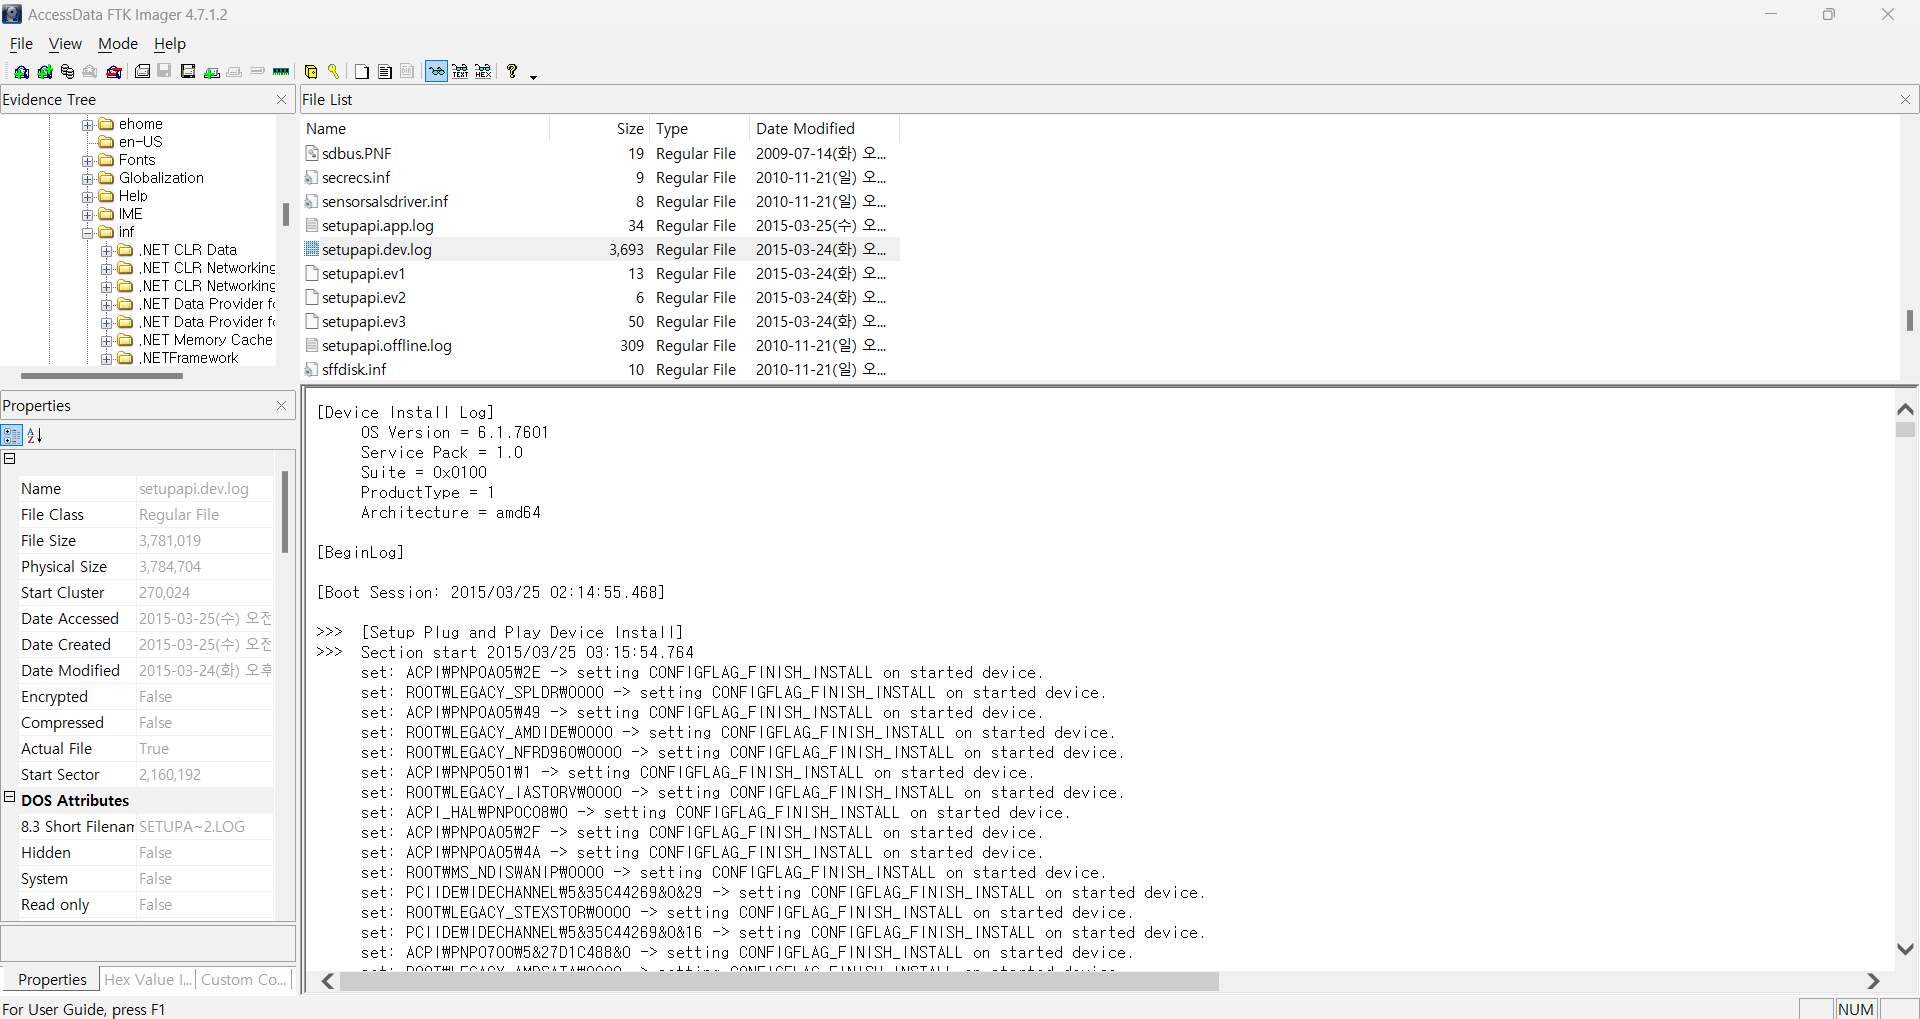 AccessData FTK Imager 4.7.1.2
File View Mode Help
Evidence Tree
ehome
en-US
Fonts
Globalization
Help
IME
inf
.NET CLR Data
.NET CLR Networking
.NET CLR Networking
.NET Data Provider fo
.NET Data Provider fo
.NET Memory Cache
.NETFramework
File List
Name Size Type Date Modified
sdbus.PNF 19 Regular File 2009-07-14(화) 오...
secrecs.inf 9 Regular File 2010-11-21(일) 오...
sensorsalsdriver.inf 8 Regular File 2010-11-21(일) 오...
setupapi.app.log 34 Regular File 2015-03-25(수) 오...
setupapi.dev.log 3,693 Regular File 2015-03-24(화) 오...
setupapi.ev1 13 Regular File 2015-03-24(화) 오...
setupapi.ev2 6 Regular File 2015-03-24(화) 오...
setupapi.ev3 50 Regular File 2015-03-24(화) 오...
setupapi.offline.log 309 Regular File 2010-11-21(일) 오...
sffdisk.inf 10 Regular File 2010-11-21(일) 오...
Properties
Name setupapi.dev.log
File Class Regular File
File Size 3,781,019
Physical Size 3,784,704
Start Cluster 270,024
Date Accessed 2015-03-25(수) 오전
Date Created 2015-03-25(수) 오전
Date Modified 2015-03-24(화) 오후
Encrypted False
Compressed False
Actual File True
Start Sector 2,160,192
DOS Attributes
8.3 Short Filenam SETUPA~2.LOG
Hidden False
System False
Read only False
Properties Hex Value I... Custom Co...
[Device Install Log]
OS Version = 6.1.7601
Service Pack = 1.0
Suite = 0x0100
ProductType = 1
Architecture = amd64
[BeginLog]
[Boot Session: 2015/03/25 02:14:55.468]
>>> [Setup Plug and Play Device Install]
>>> Section start 2015/03/25 03:15:54.764
set: ACPI₩PNP0A05₩2E -> setting CONFIGFLAG_FINISH_INSTALL on started device.
set: ROOT₩LEGACY_SPLDR₩0000 -> setting CONFIGFLAG_FINISH_INSTALL on started device.
set: ACPI₩PNP0A05₩49 -> setting CONFIGFLAG_FINISH_INSTALL on started device.
set: ROOT₩LEGACY_AMDIDE₩0000 -> setting CONFIGFLAG_FINISH_INSTALL on started device.
set: ROOT₩LEGACY_NFRD960₩0000 -> setting CONFIGFLAG_FINISH_INSTALL on started device.
set: ACPI₩PNP0501₩1 -> setting CONFIGFLAG_FINISH_INSTALL on started device.
set: ROOT₩LEGACY_IASTORV₩0000 -> setting CONFIGFLAG_FINISH_INSTALL on started device.
set: ACPI_HAL₩PNP0C08₩0 -> setting CONFIGFLAG_FINISH_INSTALL on started device.
set: ACPI₩PNP0A05₩2F -> setting CONFIGFLAG_FINISH_INSTALL on started device.
set: ACPI₩PNP0A05₩4A -> setting CONFIGFLAG_FINISH_INSTALL on started device.
set: ROOT₩MS_NDISWANIP₩0000 -> setting CONFIGFLAG_FINISH_INSTALL on started device.
set: PCIIDE₩IDECHANNEL₩5&35C44269&0&29 -> setting CONFIGFLAG_FINISH_INSTALL on started device.
set: ROOT₩LEGACY_STEXSTOR₩0000 -> setting CONFIGFLAG_FINISH_INSTALL on started device.
set: PCIIDE₩IDECHANNEL₩5&35C44269&0&16 -> setting CONFIGFLAG_FINISH_INSTALL on started device.
set: ACPI₩PNP0700₩5&27D1C488&0 -> setting CONFIGFLAG_FINISH_INSTALL on started device.
For User Guide, press F1
NUM